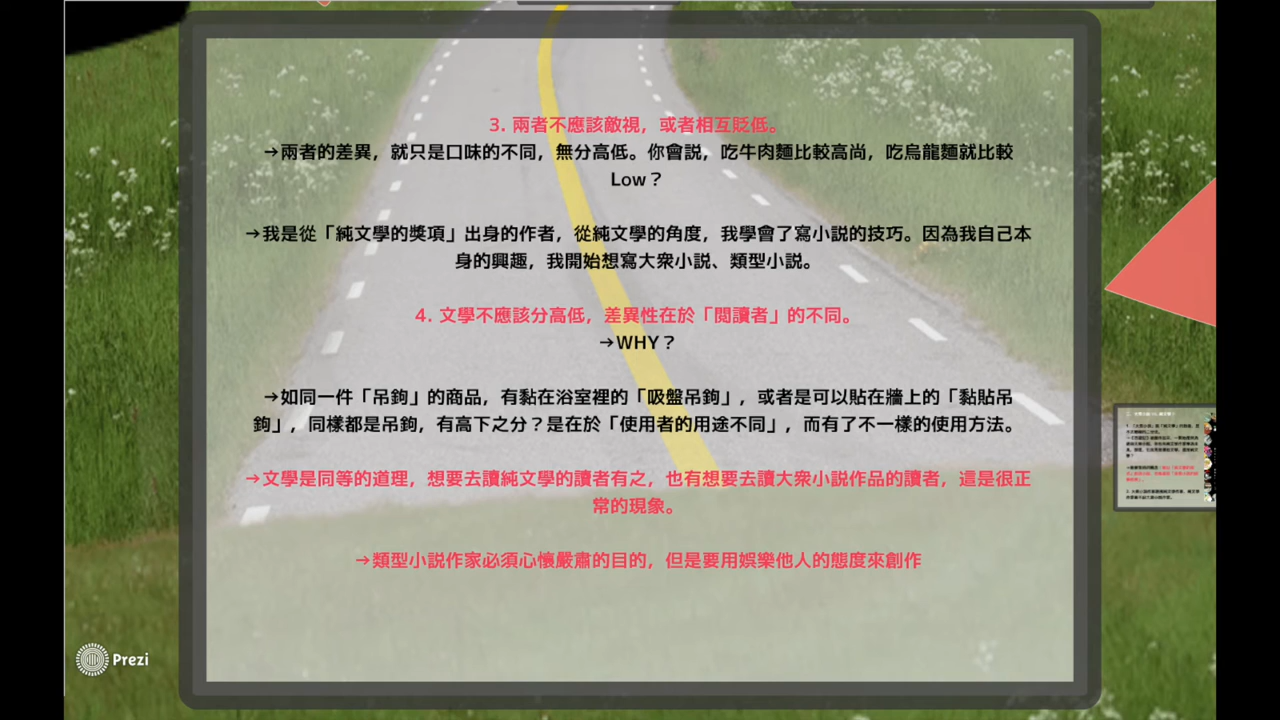 3. 兩者不應該敵視，或者相互貶低。
→兩者的差異，就只是口味的不同，無分高低。你會說，吃牛肉麵比較高尚，吃烏龍麵就比較
Low？
→我是從「純文學的獎項」出身的作者，從純文學的角度，我學會了寫小說的技巧。因為我自己本
身的興趣，我開始想寫大眾小說、類型小說。
4. 文學不應該分高低，差異性在於「閱讀者」的不同。
→WHY？
→如同一件「吊鉤」的商品，有黏在浴室裡的「吸盤吊鉤」，或者是可以貼在牆上的「黏貼吊
鉤」，同樣都是吊鉤，有高下之分？是在於「使用者的用途不同」，而有了不一樣的使用方法。
→文學是同等的道理，想要去讀純文學的讀者有之，也有想要去讀大眾小說作品的讀者，這是很正
常的現象。
→類型小說作家必須心懷嚴肅的目的，但是要用娛樂他人的態度來創作
Prezi